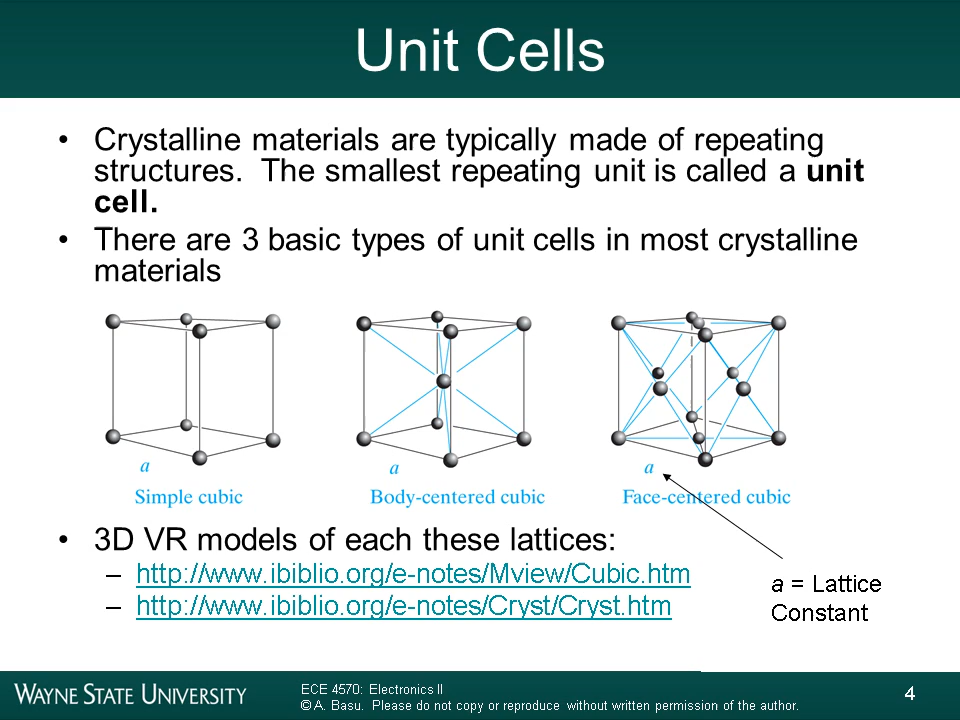 Unit Cells
• Crystalline materials are typically made of repeating
structures. The smallest repeating unit is called a unit
cell.
• There are 3 basic types of unit cells in most crystalline
materials
a
a
a
Simple cubic
Body-centered cubic
Face-centered cubic
• 3D VR models of each these lattices:
– http://www.ibiblio.org/e-notes/Mview/Cubic.htm
– http://www.ibiblio.org/e-notes/Cryst/Cryst.htm
a = Lattice
Constant
WAYNE STATE UNIVERSITY
ECE 4570: Electronics II
© A. Basu. Please do not copy or reproduce without written permission of the author.
4